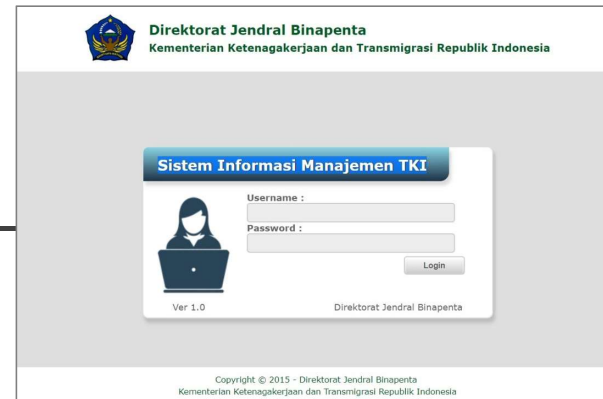 Direktorat Jendral Binapenta
Kementerian Ketenagakerjaan dan Transmigrasi Republik Indonesia
Sistem Informasi Manajemen TKI
Username :
Password :
Login
Ver 1.0
Direktorat Jendral Binapenta
Copyright © 2015 - Direktorat Jendral Binapenta
Kementerian Ketenagakerjaan dan Transmigrasi Republik Indonesia